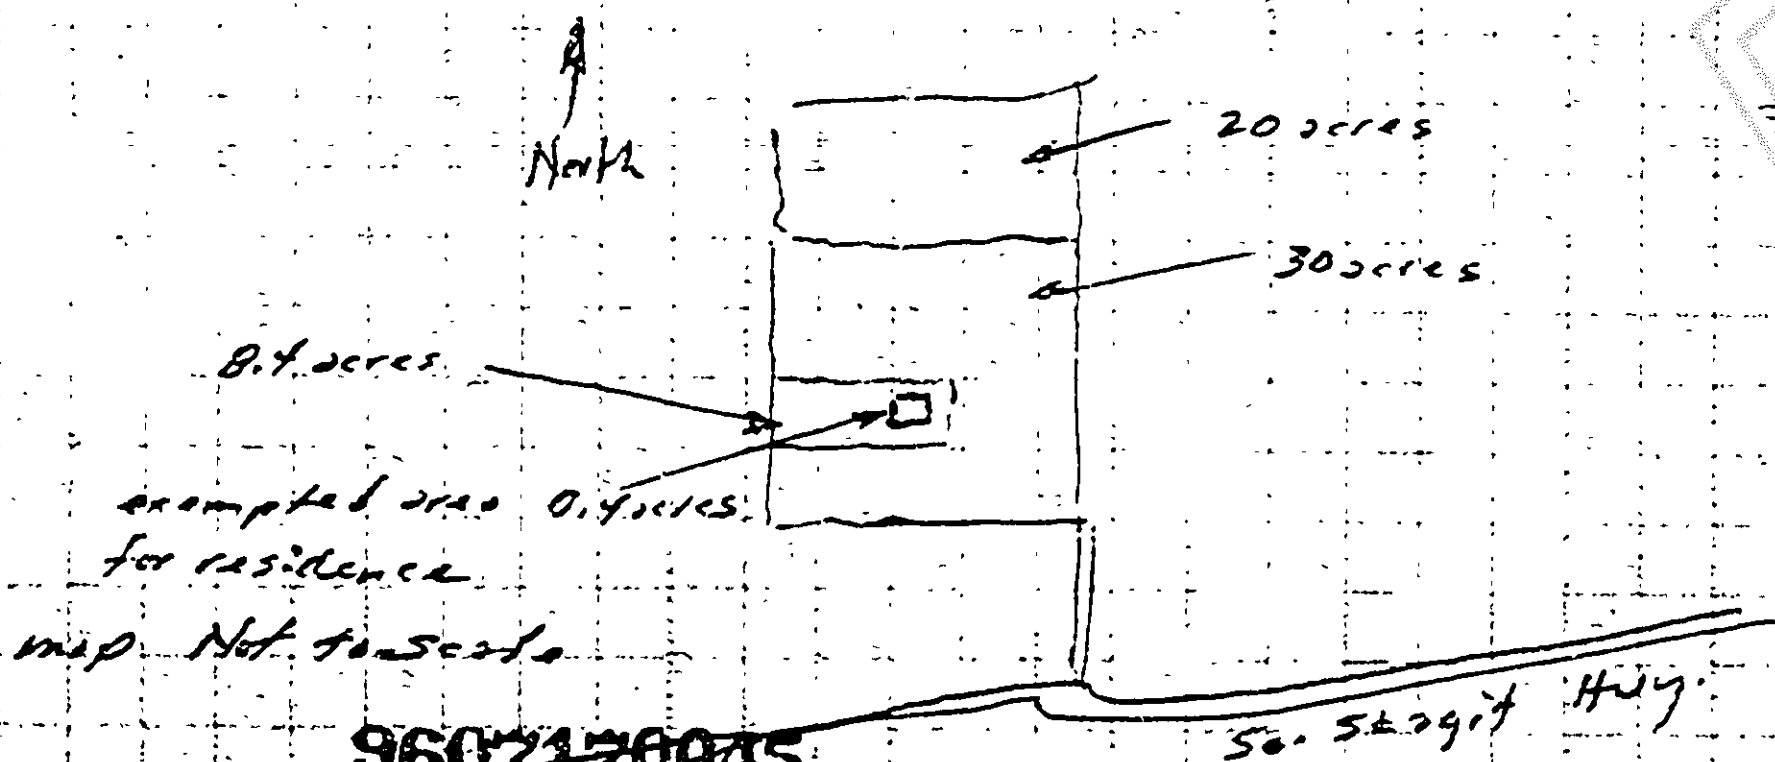 North
20 acres
30 acres
8.4 acres
exempted area 0.4 acres
for residence
map Not to scale
So. Skagit Hwy.